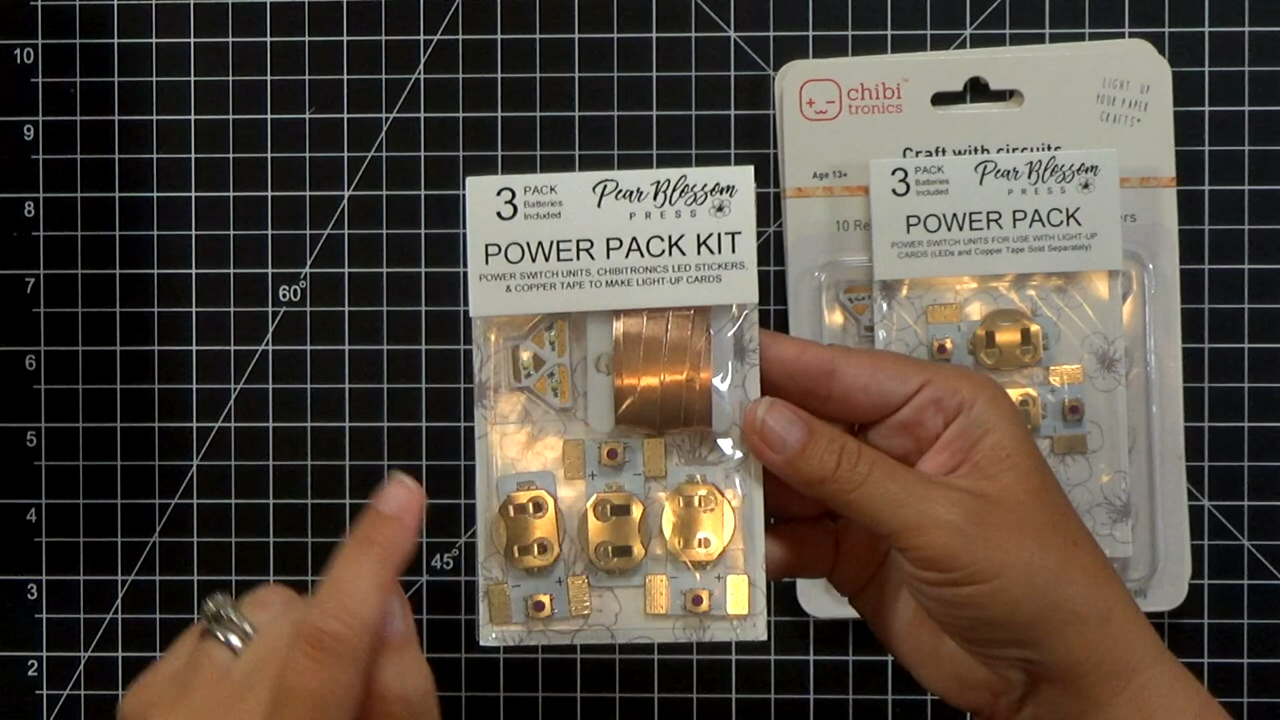 10
9
8
7
6
5
4
3
2
60°
45°
3 PACK
Batteries
Included
Pear Blossom
PRESS
POWER PACK KIT
POWER SWITCH UNITS, CHIBITRONICS LED STICKERS,
& COPPER TAPE TO MAKE LIGHT-UP CARDS
chibi
tronics
LIGHT UP
YOUR PAPER
CRAFTS
Craft with circuits
Age 13+
10
3 PACK
Batteries
Included
Pear Blossom
PRESS
POWER PACK
POWER SWITCH UNITS FOR USE WITH LIGHT-UP
CARDS (LEDs and Copper Tape Sold Separately)